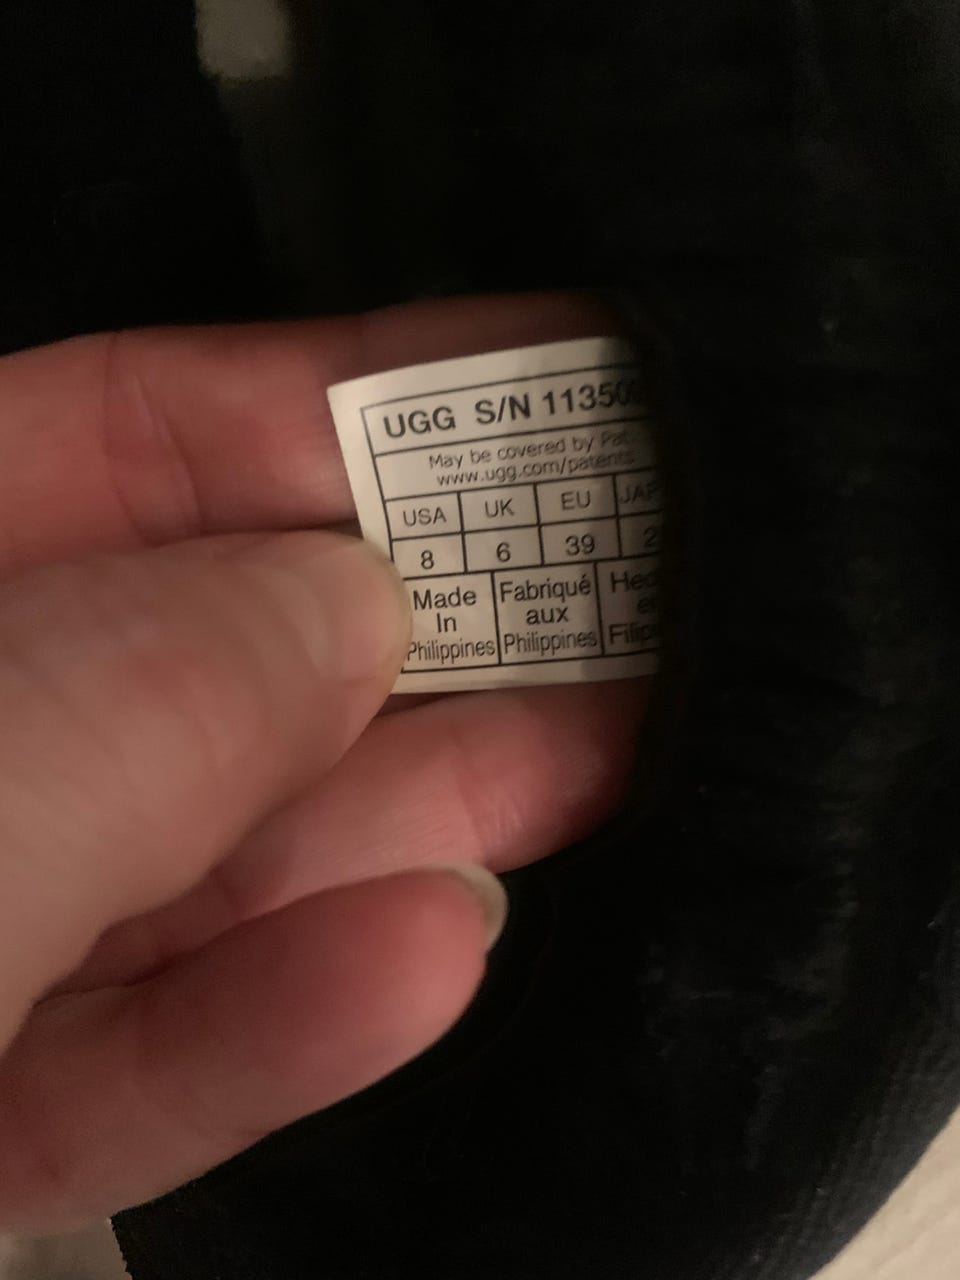 UGG S/N 11350
May be covered by
www.ugg.com/patents
USA UK EU
8 6 39 2
Made Fabriqué
In aux
Philippines Philippines